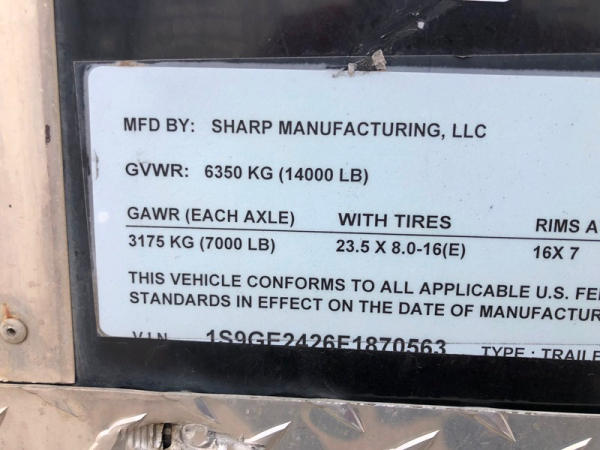 MFD BY: SHARP MANUFACTURING, LLC
GVWR: 6350 KG (14000 LB)
GAWR (EACH AXLE) WITH TIRES RIMS A
3175 KG (7000 LB) 23.5 X 8.0-16(E) 16X 7
THIS VEHICLE CONFORMS TO ALL APPLICABLE U.S. FE
STANDARDS IN EFFECT ON THE DATE OF MANUFACTUR
V.I.N. 1S9GE2426E1870563 TYPE : TRAILE